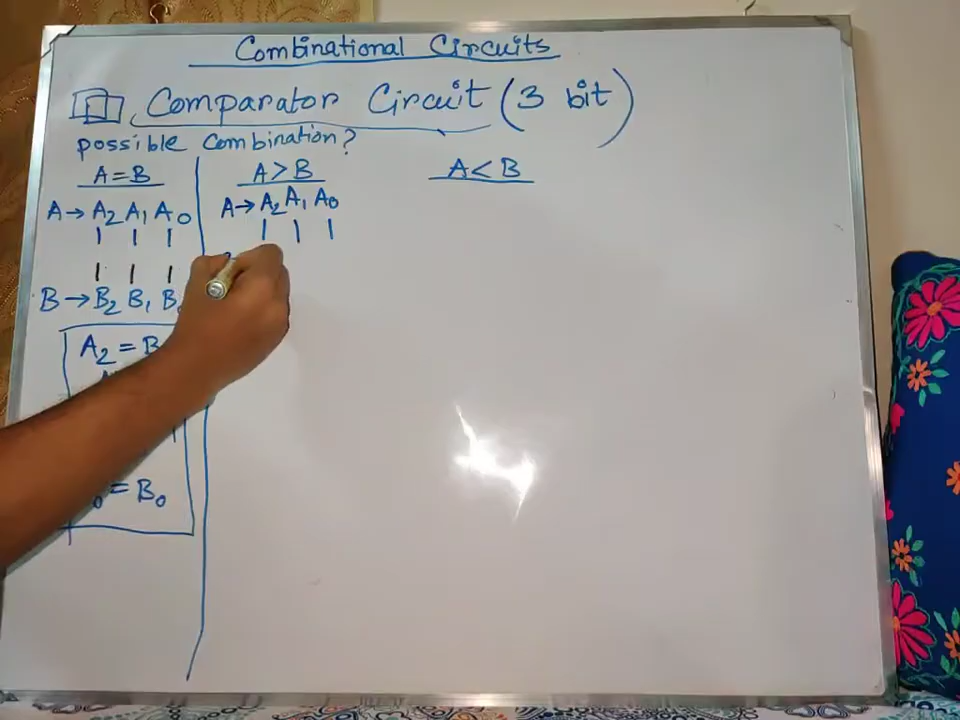 Combinational Circuits
Comparator Circuit (3 bit)
possible combination?
A=B
A → A2 A1 A0
1 1 1
1 1 1
B → B2 B1 B
A2 = B
0 = B0
A>B
A → A2 A1 A0
1 1 1
A<B